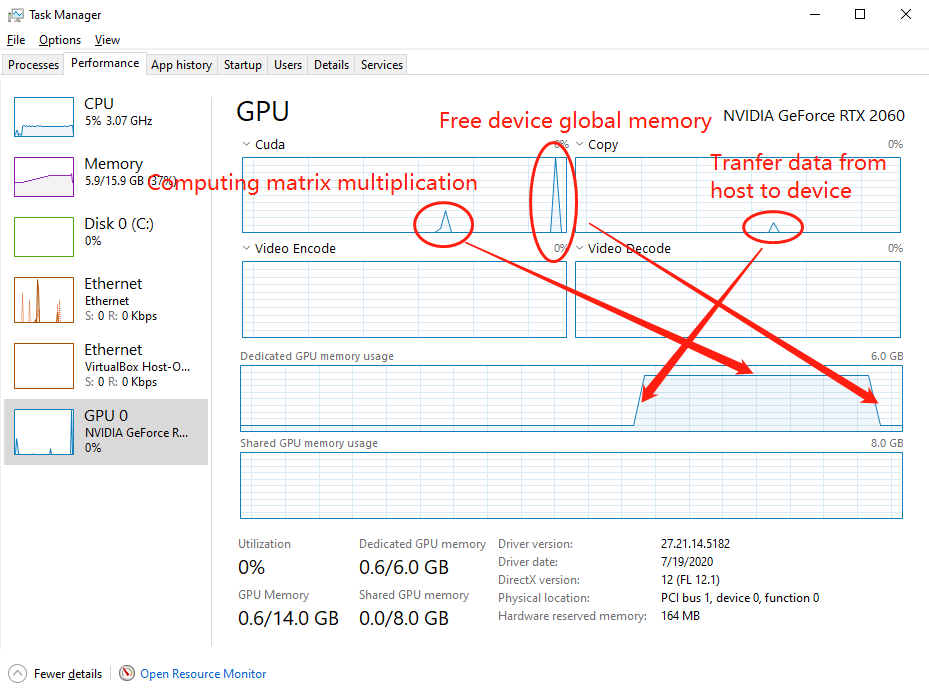 Task Manager
File Options View
Processes Performance App history Startup Users Details Services
CPU
5% 3.07 GHz
Memory
5.9/15.9 GB (37%)
Disk 0 (C:)
0%
Ethernet
Ethernet
S: 0 R: 0 Kbps
Ethernet
VirtualBox Host-O...
S: 0 R: 0 Kbps
GPU 0
NVIDIA GeForce R...
0%
GPU
NVIDIA GeForce RTX 2060
Free device global memory
Cuda 0%
Copy 0%
Tranfer data from
host to device
Computing matrix multiplication
Video Encode 0%
Video Decode 0%
Dedicated GPU memory usage 6.0 GB
Shared GPU memory usage 8.0 GB
Utilization
0%
Dedicated GPU memory
0.6/6.0 GB
GPU Memory
0.6/14.0 GB
Shared GPU memory
0.0/8.0 GB
Driver version: 27.21.14.5182
Driver date: 7/19/2020
DirectX version: 12 (FL 12.1)
Physical location: PCI bus 1, device 0, function 0
Hardware reserved memory: 164 MB
Fewer details
Open Resource Monitor